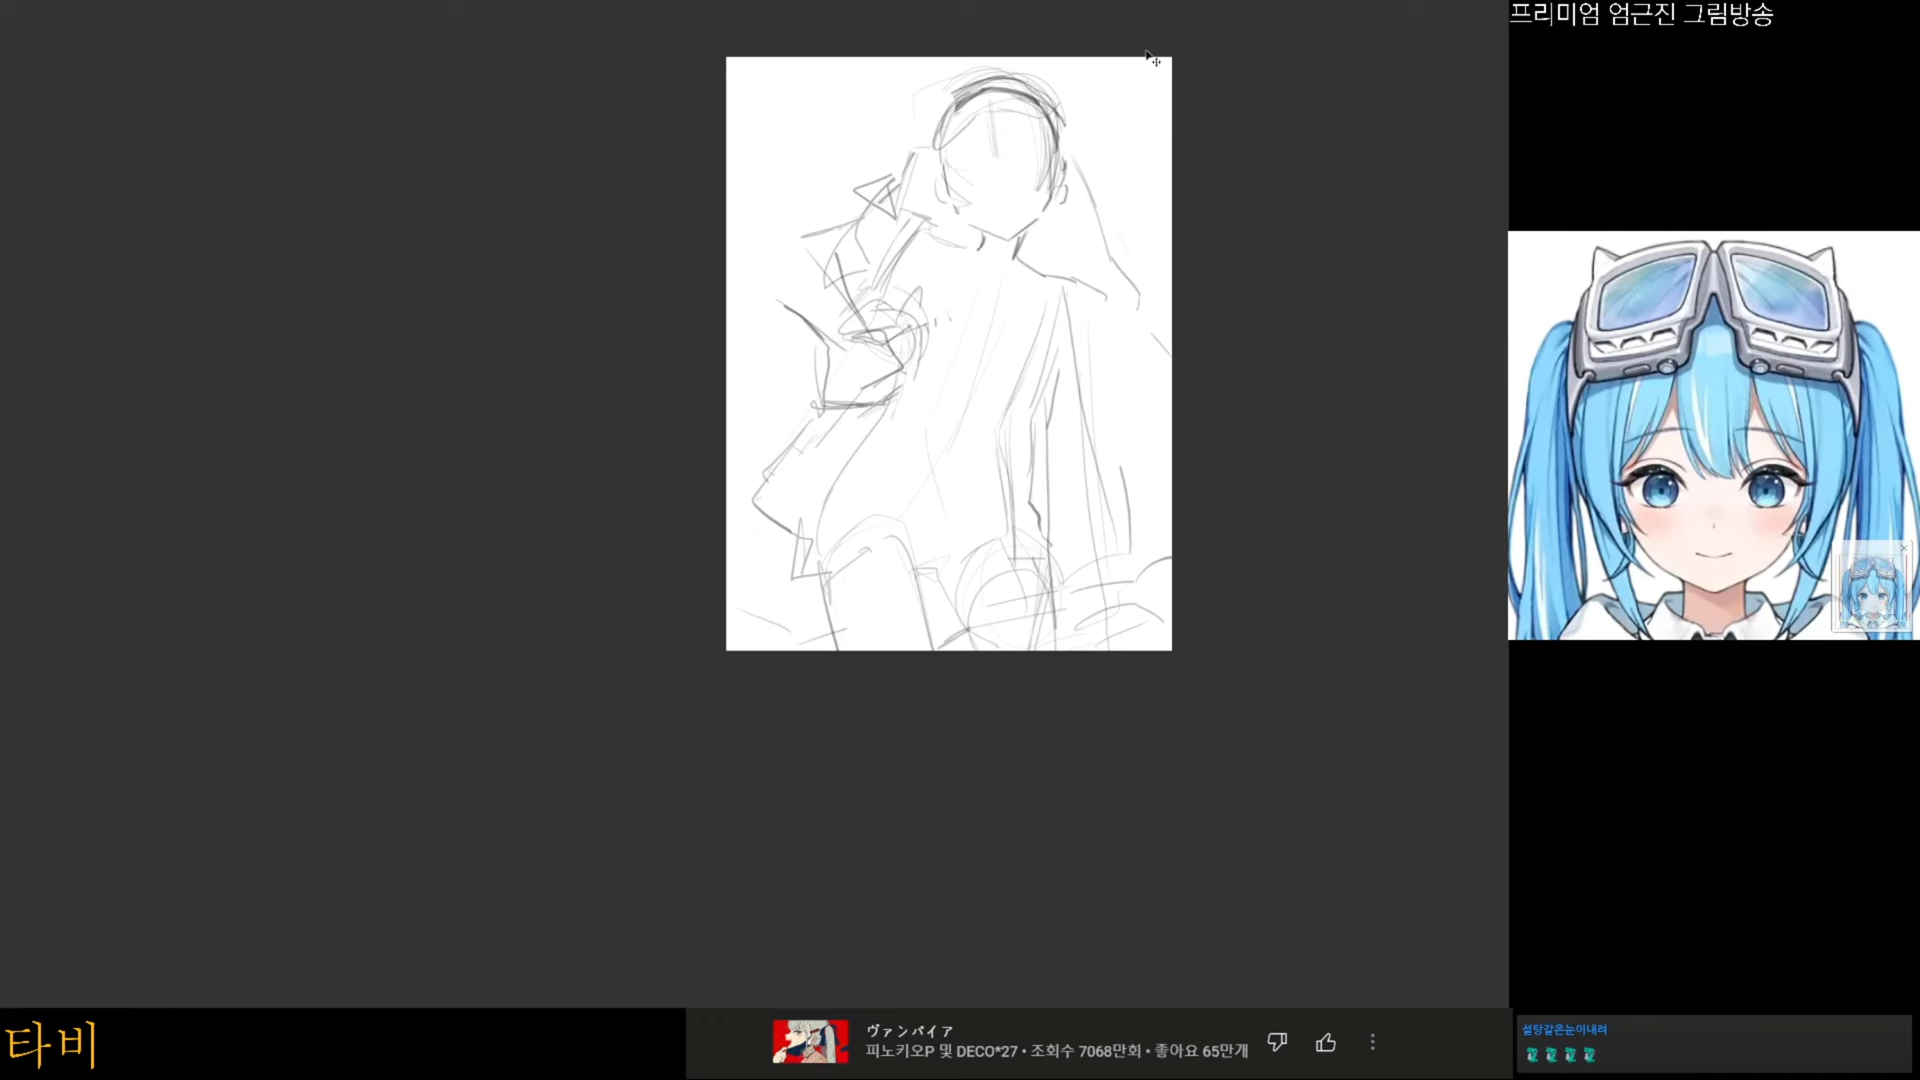 프리미엄 엄근진 그림방송
타비
ヴァンパイア
피노키오P 및 DECO*27 • 조회수 7068만회 • 좋아요 65만개
설탕같은눈이내려